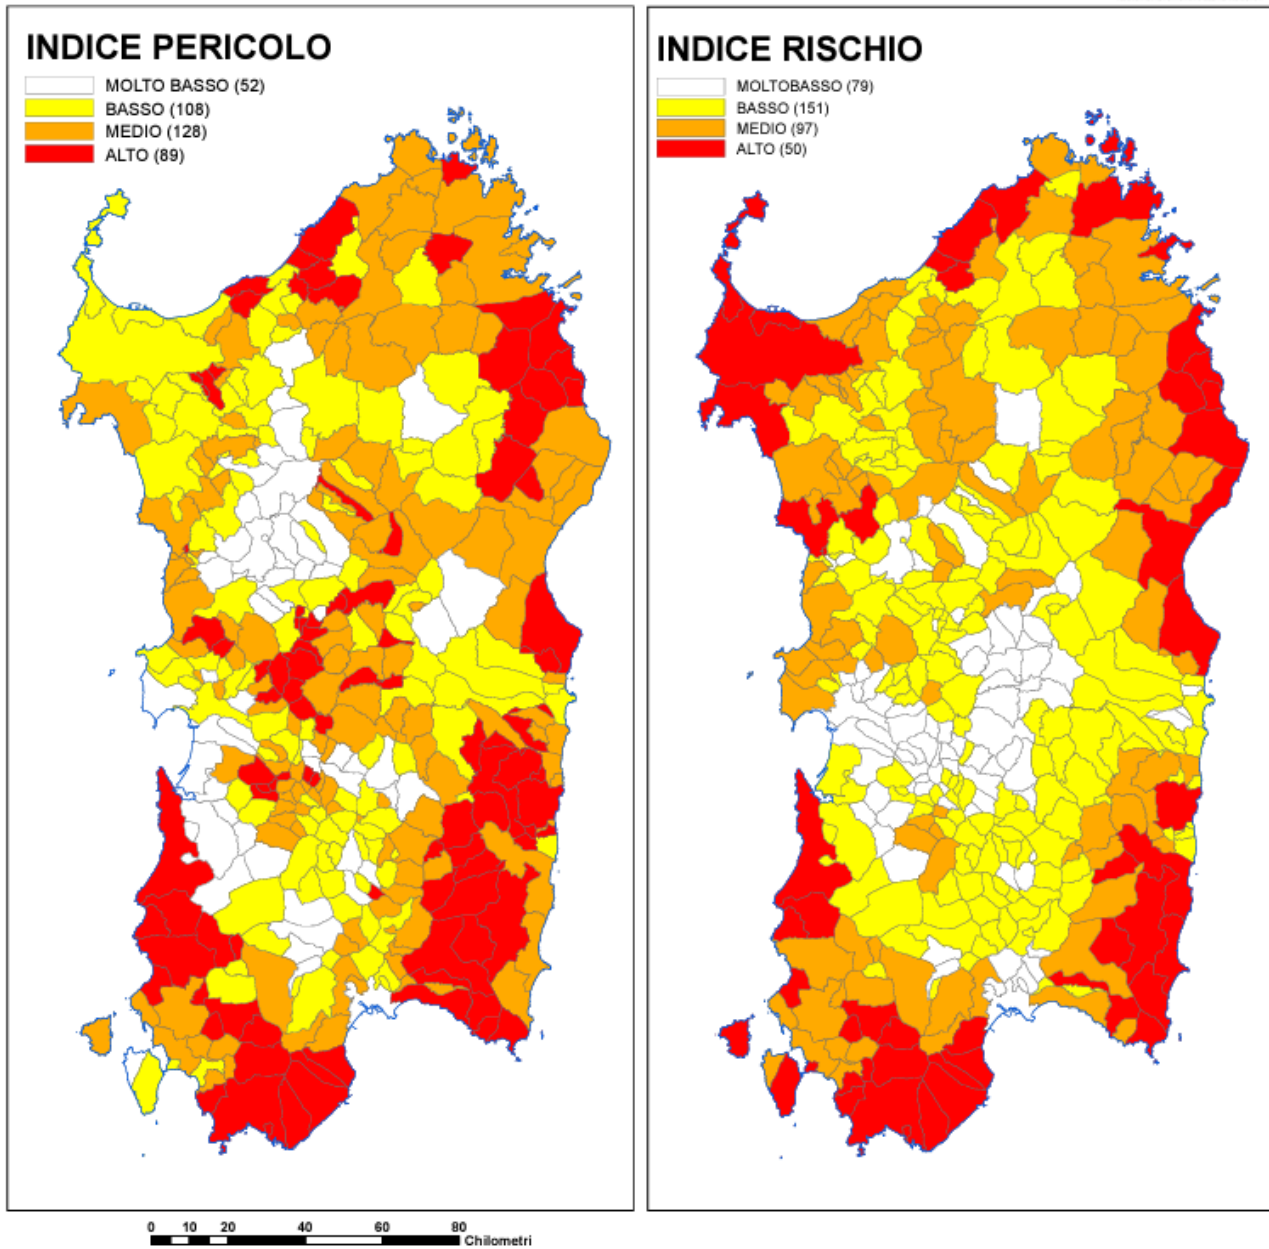 INDICE PERICOLO
MOLTO BASSO (52)
BASSO (108)
MEDIO (128)
ALTO (89)
INDICE RISCHIO
MOLTOBASSO (79)
BASSO (151)
MEDIO (97)
ALTO (50)
0 10 20 40 60 80
Chilometri